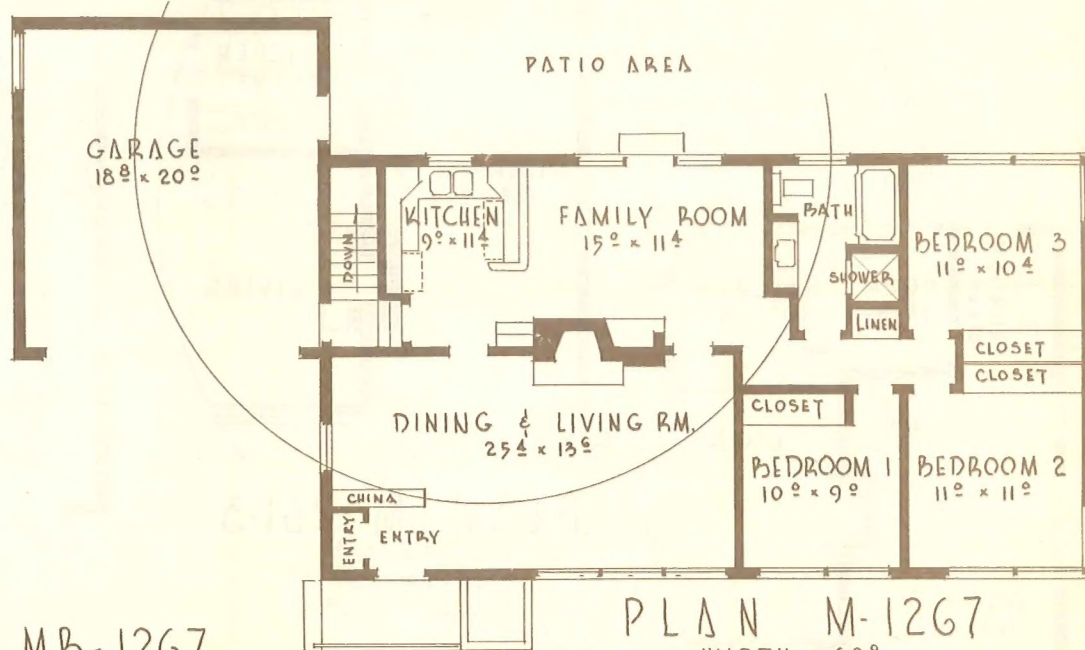 PATIO AREA
GARAGE
18⁸ x 20⁰
KITCHEN
9⁰ x 11⁴
FAMILY ROOM
15⁰ x 11⁴
BATH
BEDROOM 3
11⁰ x 10⁴
DOWN
SHOWER
LINEN
CLOSET
CLOSET
DINING & LIVING RM.
25⁴ x 13⁶
CLOSET
BEDROOM 1
10⁰ x 9⁰
BEDROOM 2
11⁰ x 11⁰
CHINA
ENTRY
ENTRY
PLAN M-1267
MB-1267